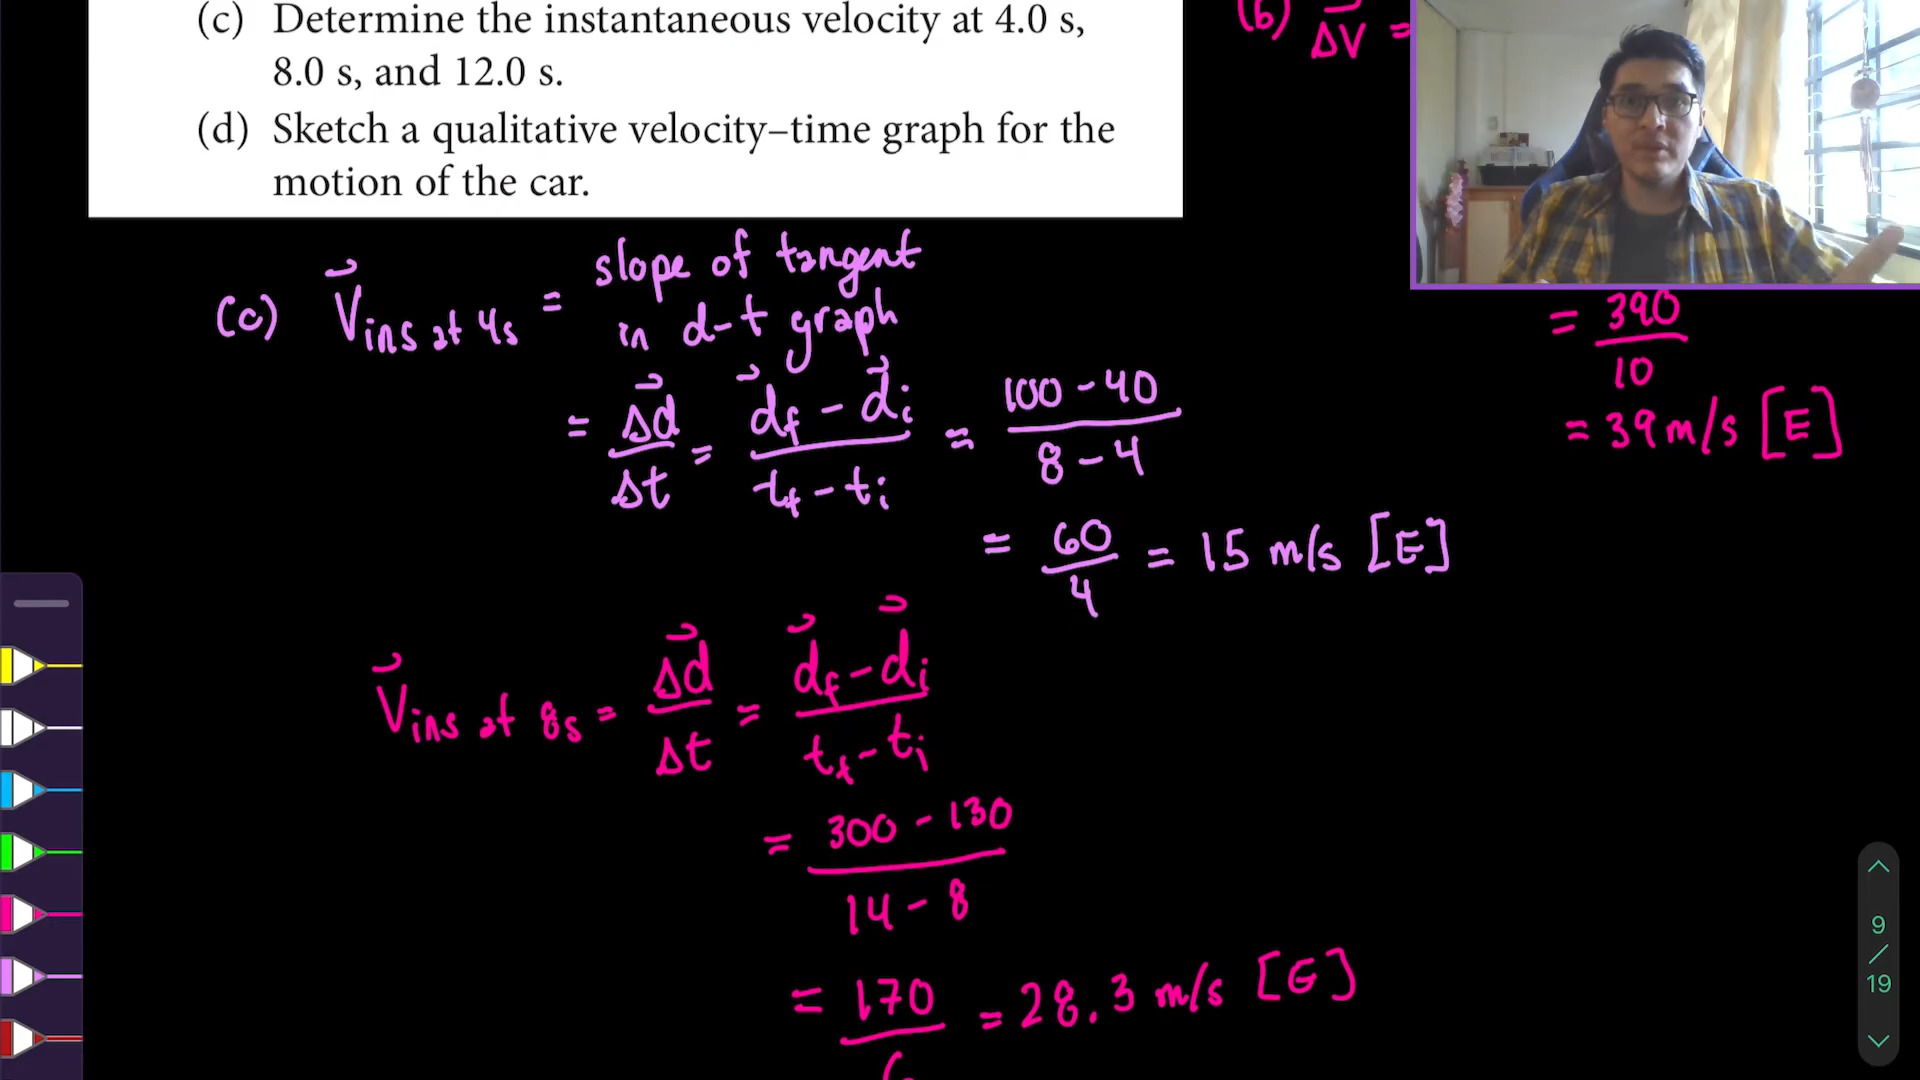 (c) Determine the instantaneous velocity at 4.0 s,
8.0 s, and 12.0 s.
(d) Sketch a qualitative velocity–time graph for the
motion of the car.
(b) ΔV =
= 390/10
= 39 m/s [E]
(c) V ins at 4s = slope of tangent
in d-t graph
= Δd/Δt = (df - di)/(tf - ti) = (100 - 40)/(8 - 4)
= 60/4 = 15 m/s [E]
V ins at 8s = Δd/Δt = (df - di)/(tf - ti)
= (300 - 130)/(14 - 8)
= 170/6 = 28.3 m/s [E]
9
/
19